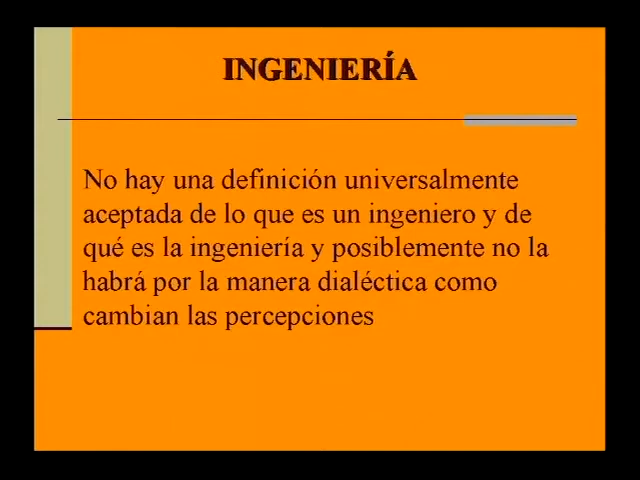 INGENIERÍA
No hay una definición universalmente
aceptada de lo que es un ingeniero y de
qué es la ingeniería y posiblemente no la
habrá por la manera dialéctica como
cambian las percepciones